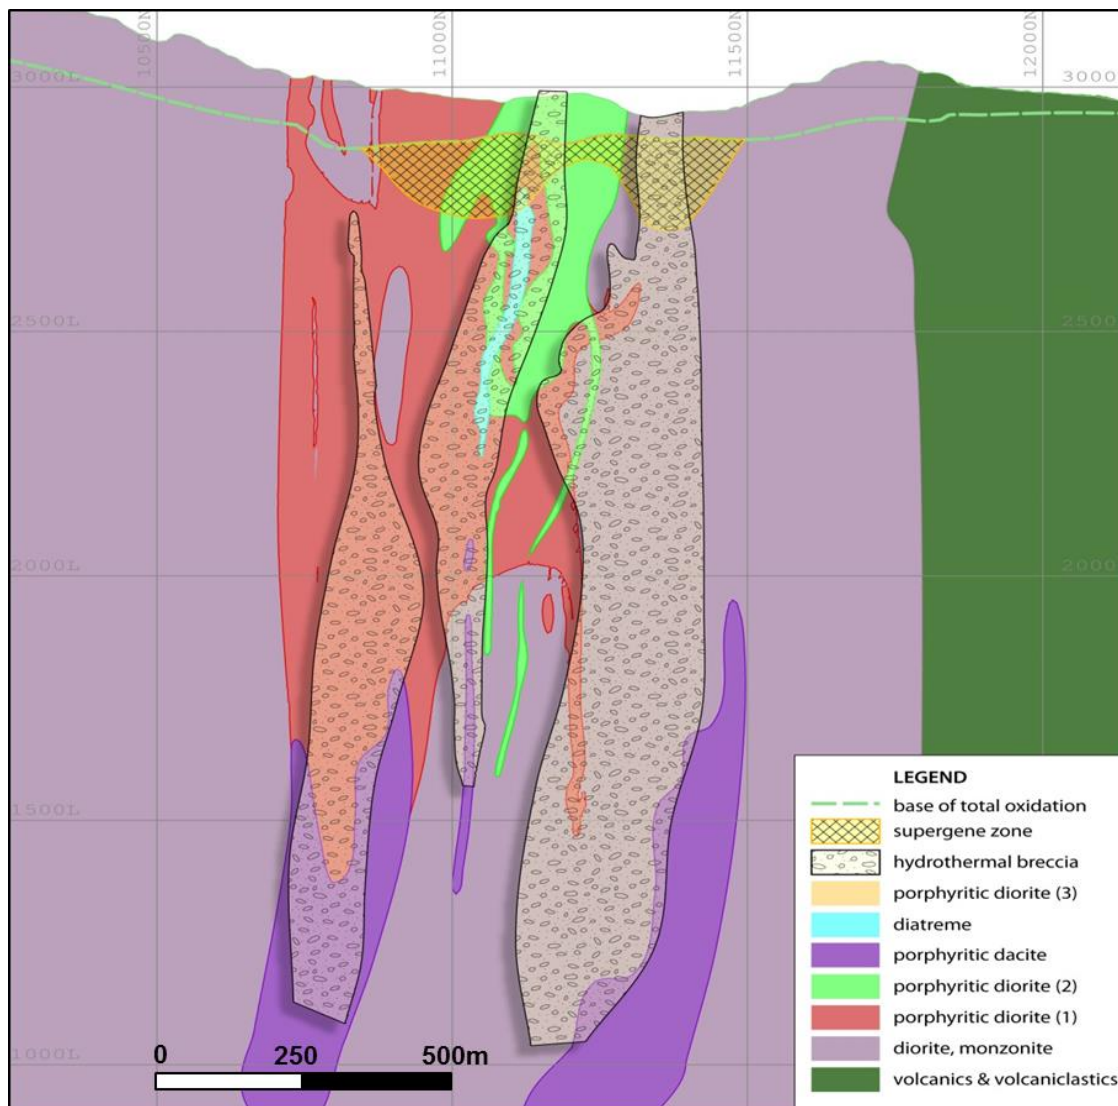 10500N
11000N
11500N
12000N
3000L
3000
2500L
2500
2000L
2000
1500L
1000L
LEGEND
base of total oxidation
supergene zone
hydrothermal breccia
porphyritic diorite (3)
diatreme
porphyritic dacite
porphyritic diorite (2)
porphyritic diorite (1)
diorite, monzonite
volcanics & volcaniclastics
0 250 500m